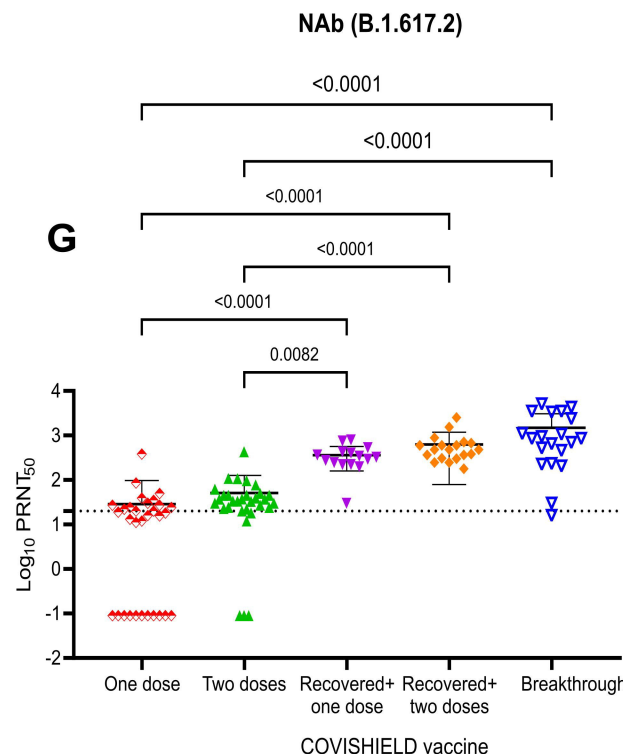 NAb (B.1.617.2)
<0.0001
<0.0001
<0.0001
G
<0.0001
<0.0001
0.0082
4
3
2
1
0
-1
-2
Log10 PRNT50
One dose
Two doses
Recovered+
one dose
Recovered+
two doses
Breakthrough
COVISHIELD vaccine